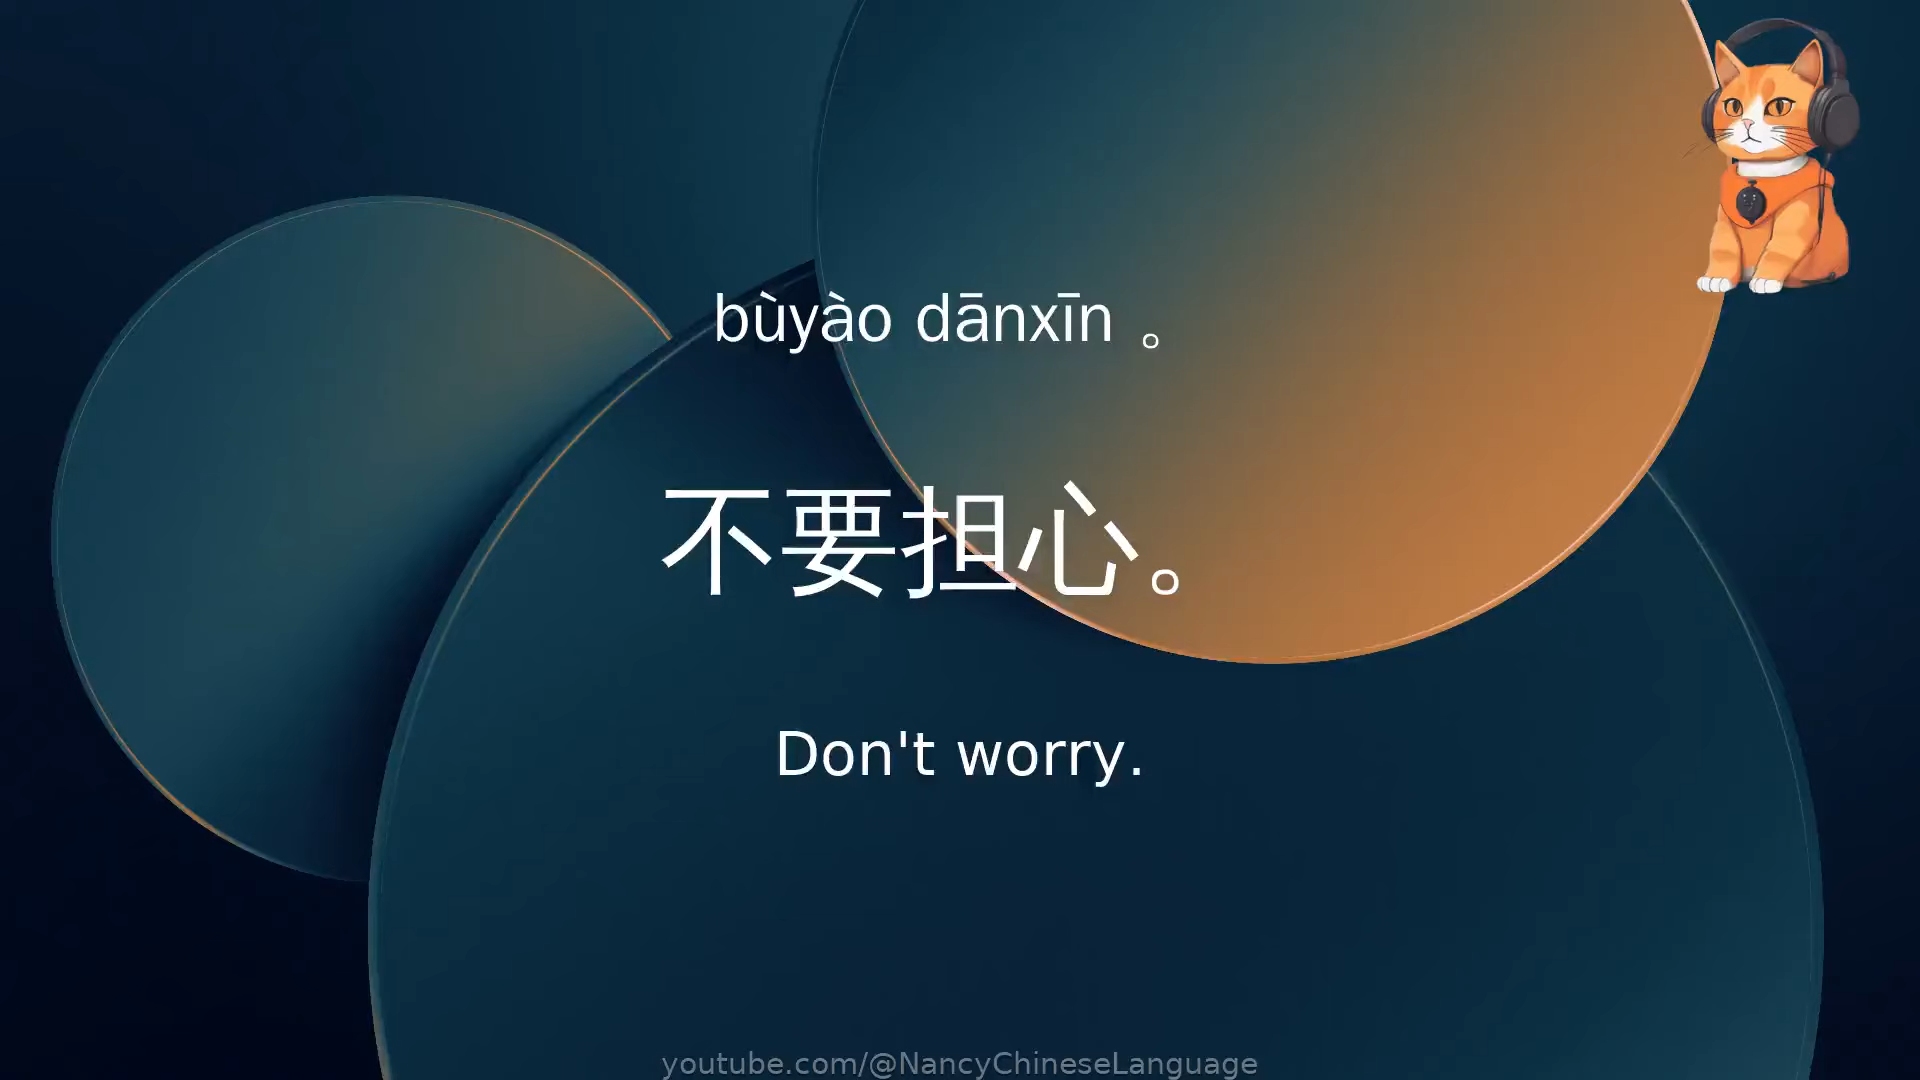 bùyào dānxīn 。
不要担心。
Don't worry.
youtube.com/@NancyChineseLanguage